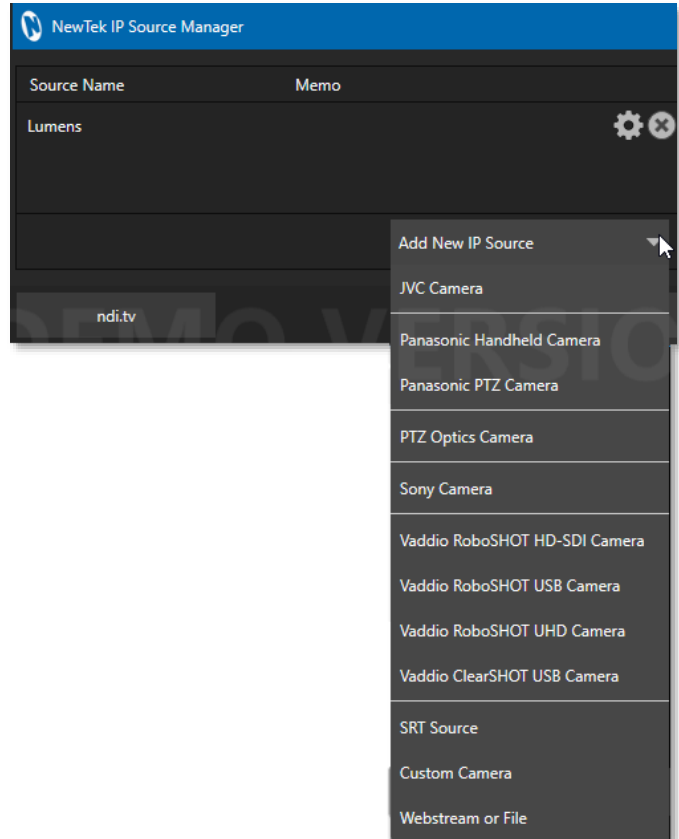 NewTek IP Source Manager
Source Name Memo
Lumens
Add New IP Source
JVC Camera
ndi.tv
DEMO VERSIO
Panasonic Handheld Camera
Panasonic PTZ Camera
PTZ Optics Camera
Sony Camera
Vaddio RoboSHOT HD-SDI Camera
Vaddio RoboSHOT USB Camera
Vaddio RoboSHOT UHD Camera
Vaddio ClearSHOT USB Camera
SRT Source
Custom Camera
Webstream or File